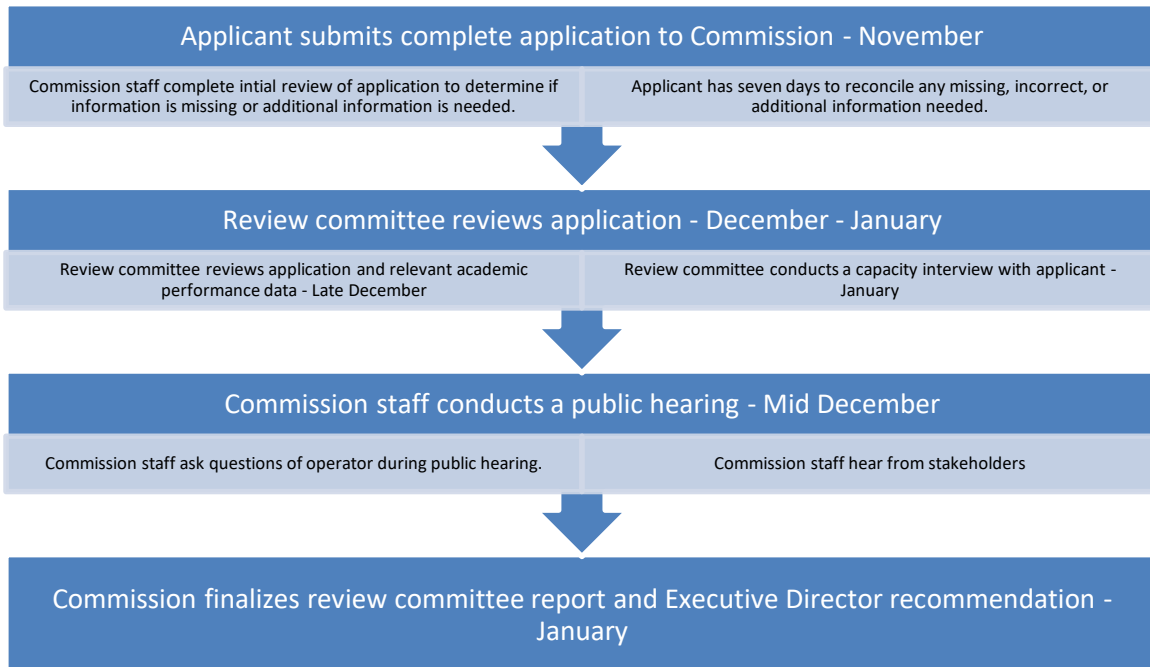 Applicant submits complete application to Commission - November
Commission staff complete intial review of application to determine if
information is missing or additional information is needed.
Applicant has seven days to reconcile any missing, incorrect, or
additional information needed.
Review committee reviews application - December - January
Review committee reviews application and relevant academic
performance data - Late December
Review committee conducts a capacity interview with applicant -
January
Commission staff conducts a public hearing - Mid December
Commission staff ask questions of operator during public hearing.
Commission staff hear from stakeholders
Commission finalizes review committee report and Executive Director recommendation -
January